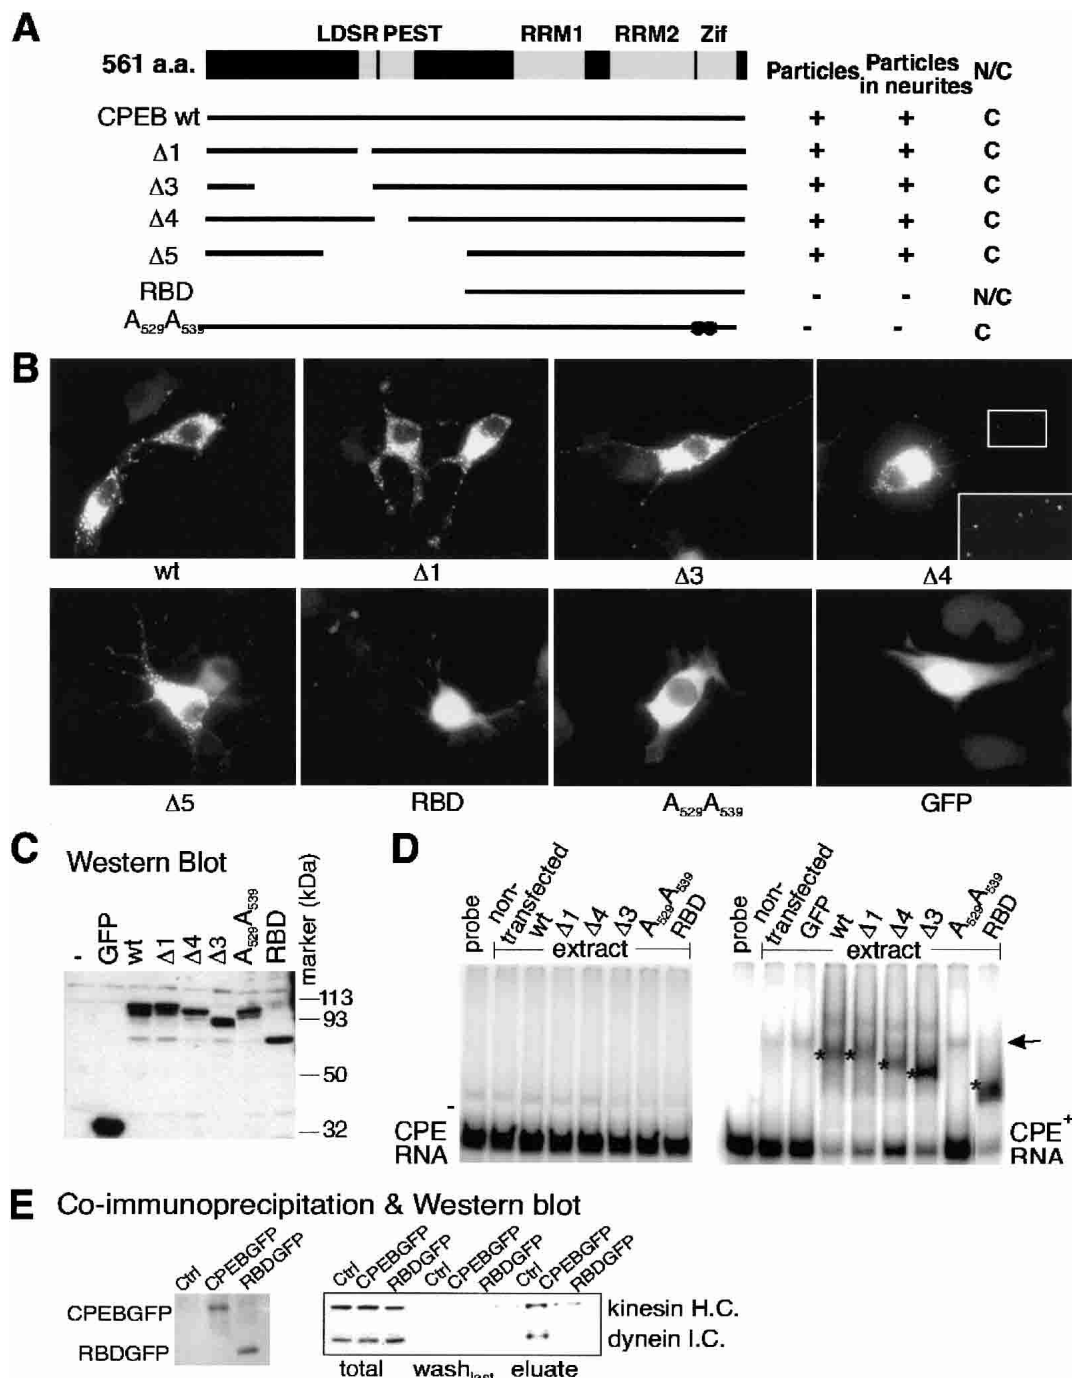 A
LDSR PEST RRM1 RRM2 Zif
561 a.a.
Particles Particles in neurites N/C
CPEB wt + + C
Δ1 + + C
Δ3 + + C
Δ4 + + C
Δ5 + + C
RBD - - N/C
A529A539 - - C
B
wt Δ1 Δ3 Δ4
Δ5 RBD A529A539 GFP
C
Western Blot
- GFP wt Δ1 Δ4 Δ3 A529A539 RBD marker (kDa)
113
93
50
32
D
probe non-transfected wt Δ1 Δ4 Δ3 A529A539 RBD
extract
CPE-
RNA
probe non-transfected GFP wt Δ1 Δ4 Δ3 A529A539 RBD
extract
* * * * *
CPE+
RNA
E Co-immunoprecipitation & Western blot
Ctrl CPEBGFP RBDGFP
CPEBGFP
RBDGFP
Ctrl CPEBGFP RBDGFP Ctrl CPEBGFP RBDGFP Ctrl CPEBGFP RBDGFP
kinesin H.C.
dynein I.C.
total wash last eluate